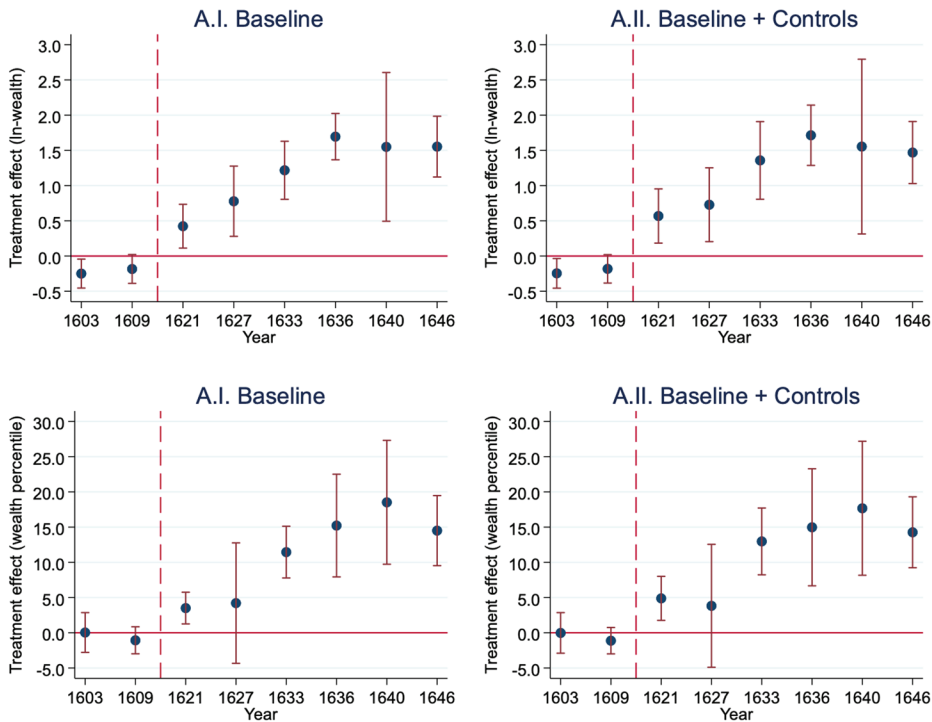 A.I. Baseline
Treatment effect (ln-wealth)
3.0
2.5
2.0
1.5
1.0
0.5
0.0
-0.5
1603 1609 1621 1627 1633 1636 1640 1646
Year
A.II. Baseline + Controls
Treatment effect (ln-wealth)
3.0
2.5
2.0
1.5
1.0
0.5
0.0
-0.5
1603 1609 1621 1627 1633 1636 1640 1646
Year
A.I. Baseline
Treatment effect (wealth percentile)
30.0
25.0
20.0
15.0
10.0
5.0
0.0
-5.0
1603 1609 1621 1627 1633 1636 1640 1646
Year
A.II. Baseline + Controls
Treatment effect (wealth percentile)
30.0
25.0
20.0
15.0
10.0
5.0
0.0
-5.0
1603 1609 1621 1627 1633 1636 1640 1646
Year